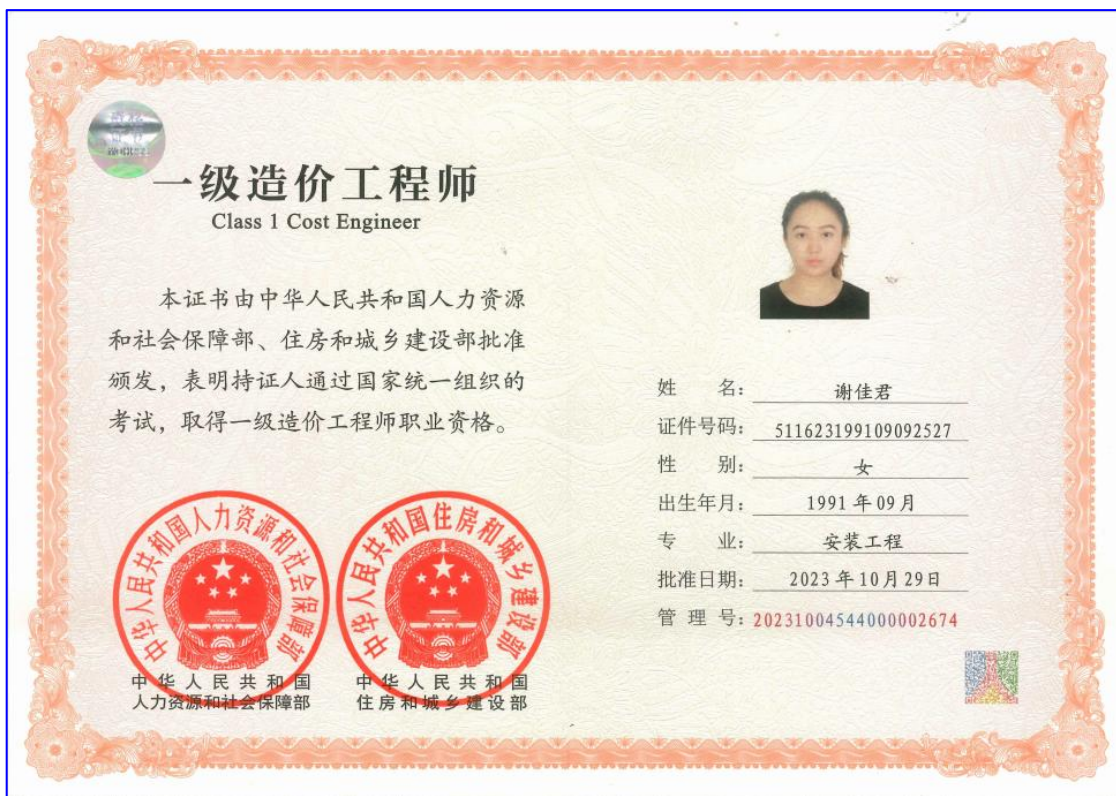 一级造价工程师
Class 1 Cost Engineer
本证书由中华人民共和国人力资源
和社会保障部、住房和城乡建设部批准
颁发，表明持证人通过国家统一组织的
考试，取得一级造价工程师职业资格。
中华人民共和国人力资源和社会保障部
中华人民共和国
人力资源和社会保障部
中华人民共和国住房和城乡建设部
中华人民共和国
住房和城乡建设部
姓 名：谢佳君
证件号码：511623199109092527
性 别：女
出生年月：1991年09月
专 业：安装工程
批准日期：2023年10月29日
管 理 号：20231004544000002674